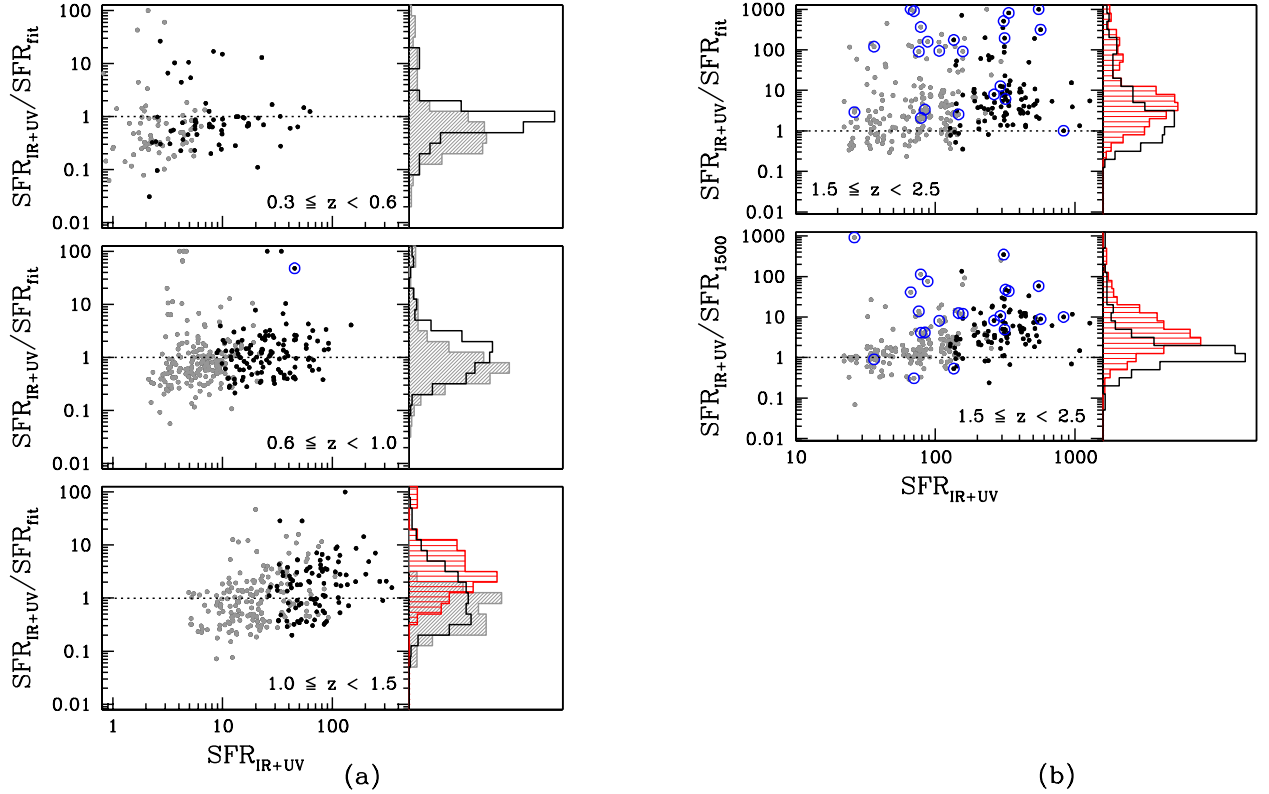 SFR_IR+UV/SFR_fit
100
10
1
0.1
0.01
0.3 ≦ z < 0.6
SFR_IR+UV/SFR_fit
100
10
1
0.1
0.01
0.6 ≦ z < 1.0
SFR_IR+UV/SFR_fit
100
10
1
0.1
0.01
1.0 ≦ z < 1.5
1 10 100
SFR_IR+UV
(a)
SFR_IR+UV/SFR_fit
1000
100
10
1
0.1
0.01
1.5 ≦ z < 2.5
SFR_IR+UV/SFR_1500
1000
100
10
1
0.1
0.01
1.5 ≦ z < 2.5
10 100 1000
SFR_IR+UV
(b)